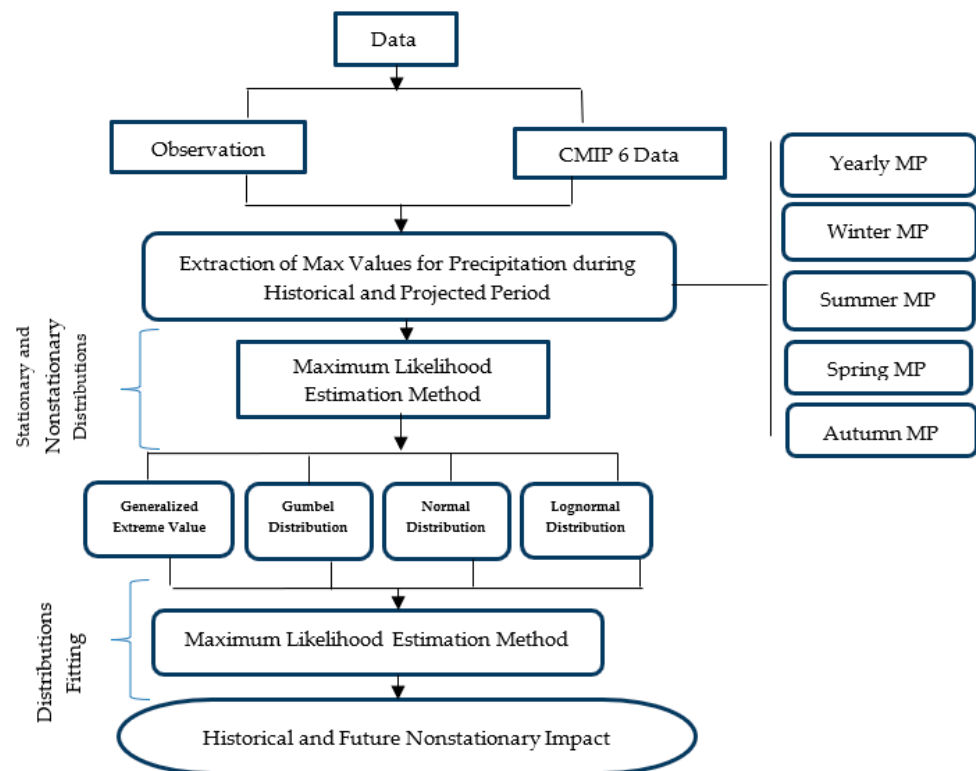 Data
Observation
CMIP 6 Data
Extraction of Max Values for Precipitation during
Historical and Projected Period
Yearly MP
Winter MP
Summer MP
Spring MP
Autumn MP
Stationary and
Nonstationary
Distributions
Maximum Likelihood
Estimation Method
Generalized
Extreme Value
Gumbel
Distribution
Normal
Distribution
Lognormal
Distribution
Distributions
Fitting
Maximum Likelihood Estimation Method
Historical and Future Nonstationary Impact